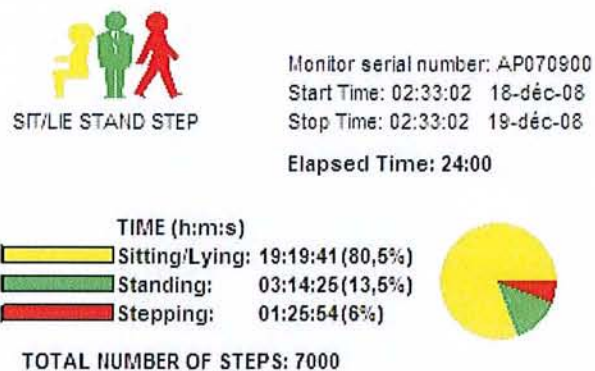 SIT/LIE STAND STEP
Monitor serial number: AP070900
Start Time: 02:33:02 18-déc-08
Stop Time: 02:33:02 19-déc-08
Elapsed Time: 24:00
TIME (h:m:s)
Sitting/Lying: 19:19:41(80,5%)
Standing: 03:14:25(13,5%)
Stepping: 01:25:54(6%)
TOTAL NUMBER OF STEPS: 7000